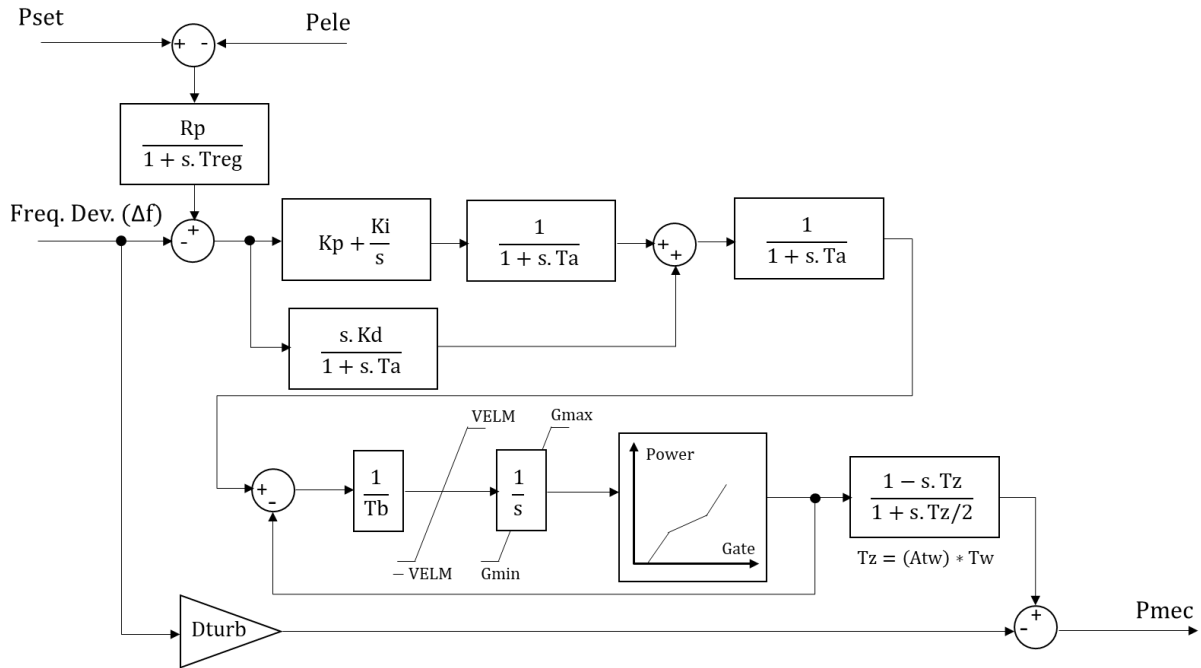 Pset
Pele
+ -
Rp
1 + s. Treg
Freq. Dev. (Δf)
- +
Kp + Ki
s
1
1 + s. Ta
+ +
1
1 + s. Ta
s. Kd
1 + s. Ta
VELM
Gmax
+ -
1
Tb
1
s
Power
Gate
1 − s. Tz
1 + s. Tz/2
− VELM
Gmin
Tz = (Atw) ∗ Tw
Dturb
- +
Pmec